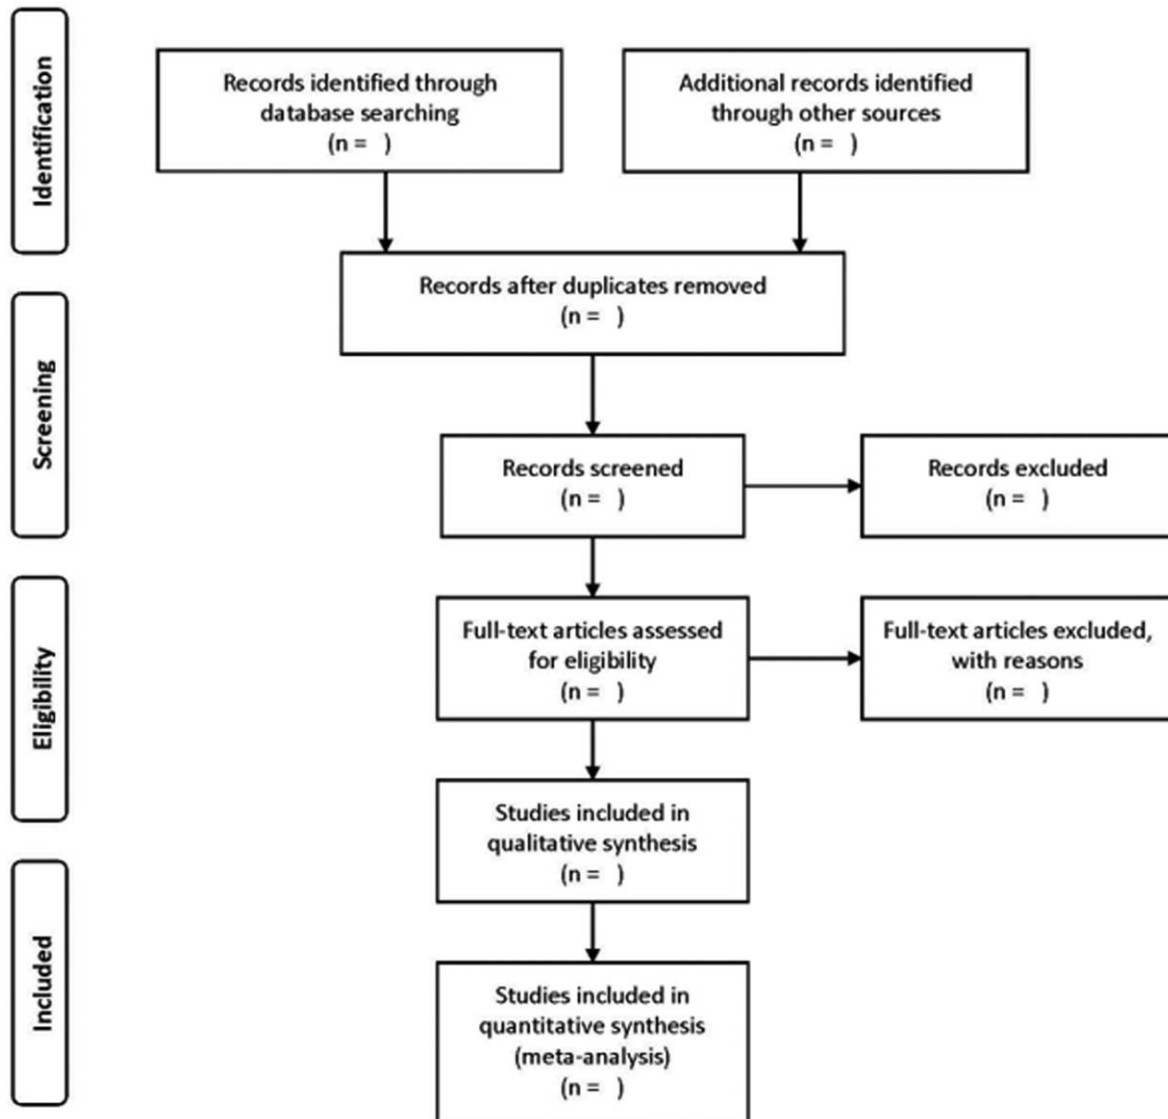 Identification
Records identified through
database searching
(n =   )
Additional records identified
through other sources
(n =   )
Records after duplicates removed
(n =   )
Screening
Records screened
(n =   )
Records excluded
(n =   )
Eligibility
Full-text articles assessed
for eligibility
(n =   )
Full-text articles excluded,
with reasons
(n =   )
Studies included in
qualitative synthesis
(n =   )
Included
Studies included in
quantitative synthesis
(meta-analysis)
(n =   )